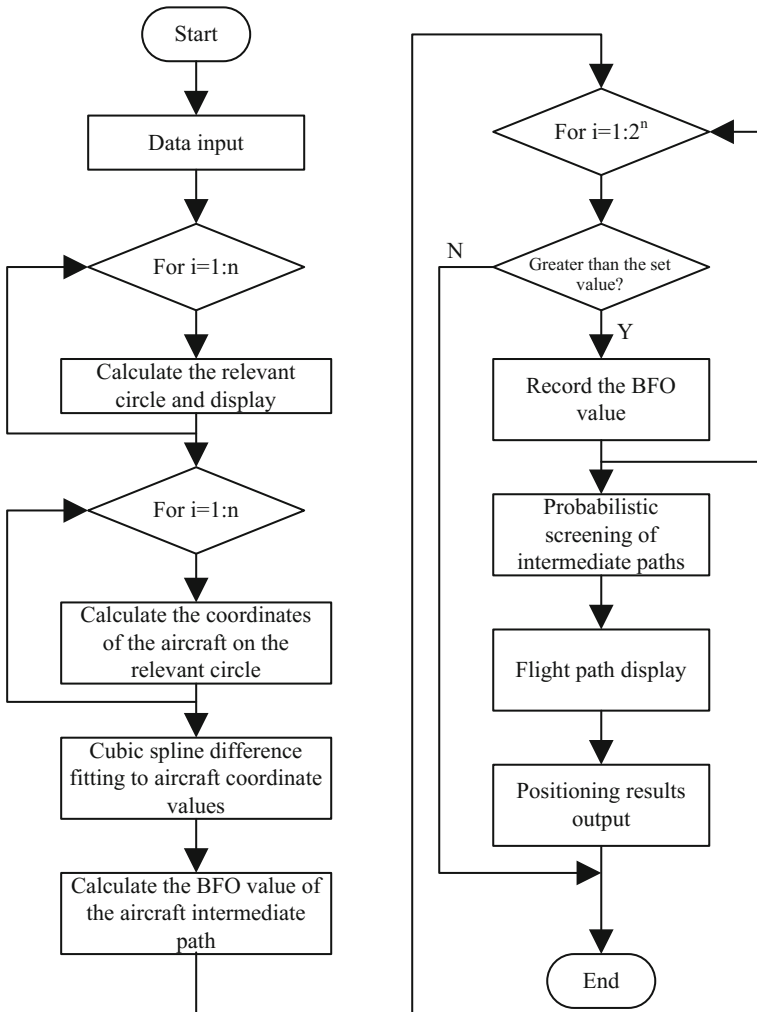 Start
Data input
For i=1:n
Calculate the relevant
circle and display
For i=1:n
Calculate the coordinates
of the aircraft on the
relevant circle
Cubic spline difference
fitting to aircraft coordinate
values
Calculate the BFO value of
the aircraft intermediate
path
For i=1:2ⁿ
Greater than the set
value?
N
Y
Record the BFO
value
Probabilistic
screening of
intermediate paths
Flight path display
Positioning results
output
End